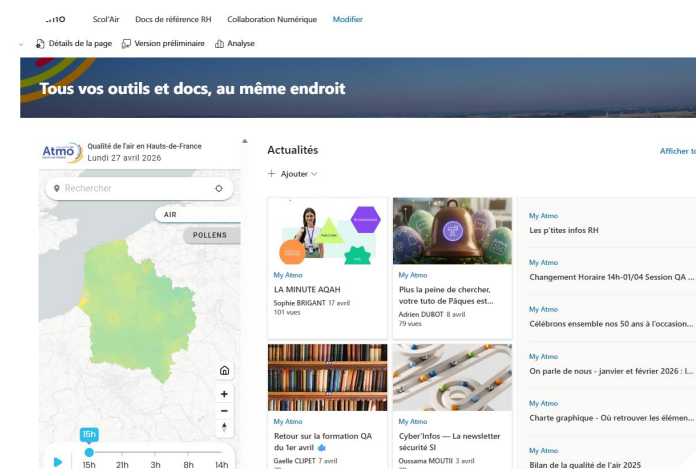 Scol'Air Docs de référence RH Collaboration Numérique Modifier
Détails de la page Version préliminaire Analyse
Tous vos outils et docs, au même endroit
Atmo
Qualité de l'air en Hauts-de-France
Lundi 27 avril 2026
Rechercher
AIR
POLLENS
15h
15h 21h 3h 8h 14h
Actualités
Afficher to
Ajouter
My Atmo
LA MINUTE AQAH
Sophie BRIGANT 17 avril
101 vues
My Atmo
Plus la peine de chercher,
votre tuto de Pâques est...
Adrien DUBOT 8 avril
79 vues
My Atmo
Retour sur la formation QA
du 1er avril
Gaelle CLIPET 7 avril
My Atmo
Cyber'Infos — La newsletter
sécurité SI
Oussama MOUTII 3 avril
My Atmo
Les p'tites infos RH
My Atmo
Changement Horaire 14h-01/04 Session QA ...
My Atmo
Célébrons ensemble nos 50 ans à l'occasion...
My Atmo
On parle de nous - janvier et février 2026 : l...
My Atmo
Charte graphique - Où retrouver les élémen...
My Atmo
Bilan de la qualité de l'air 2025